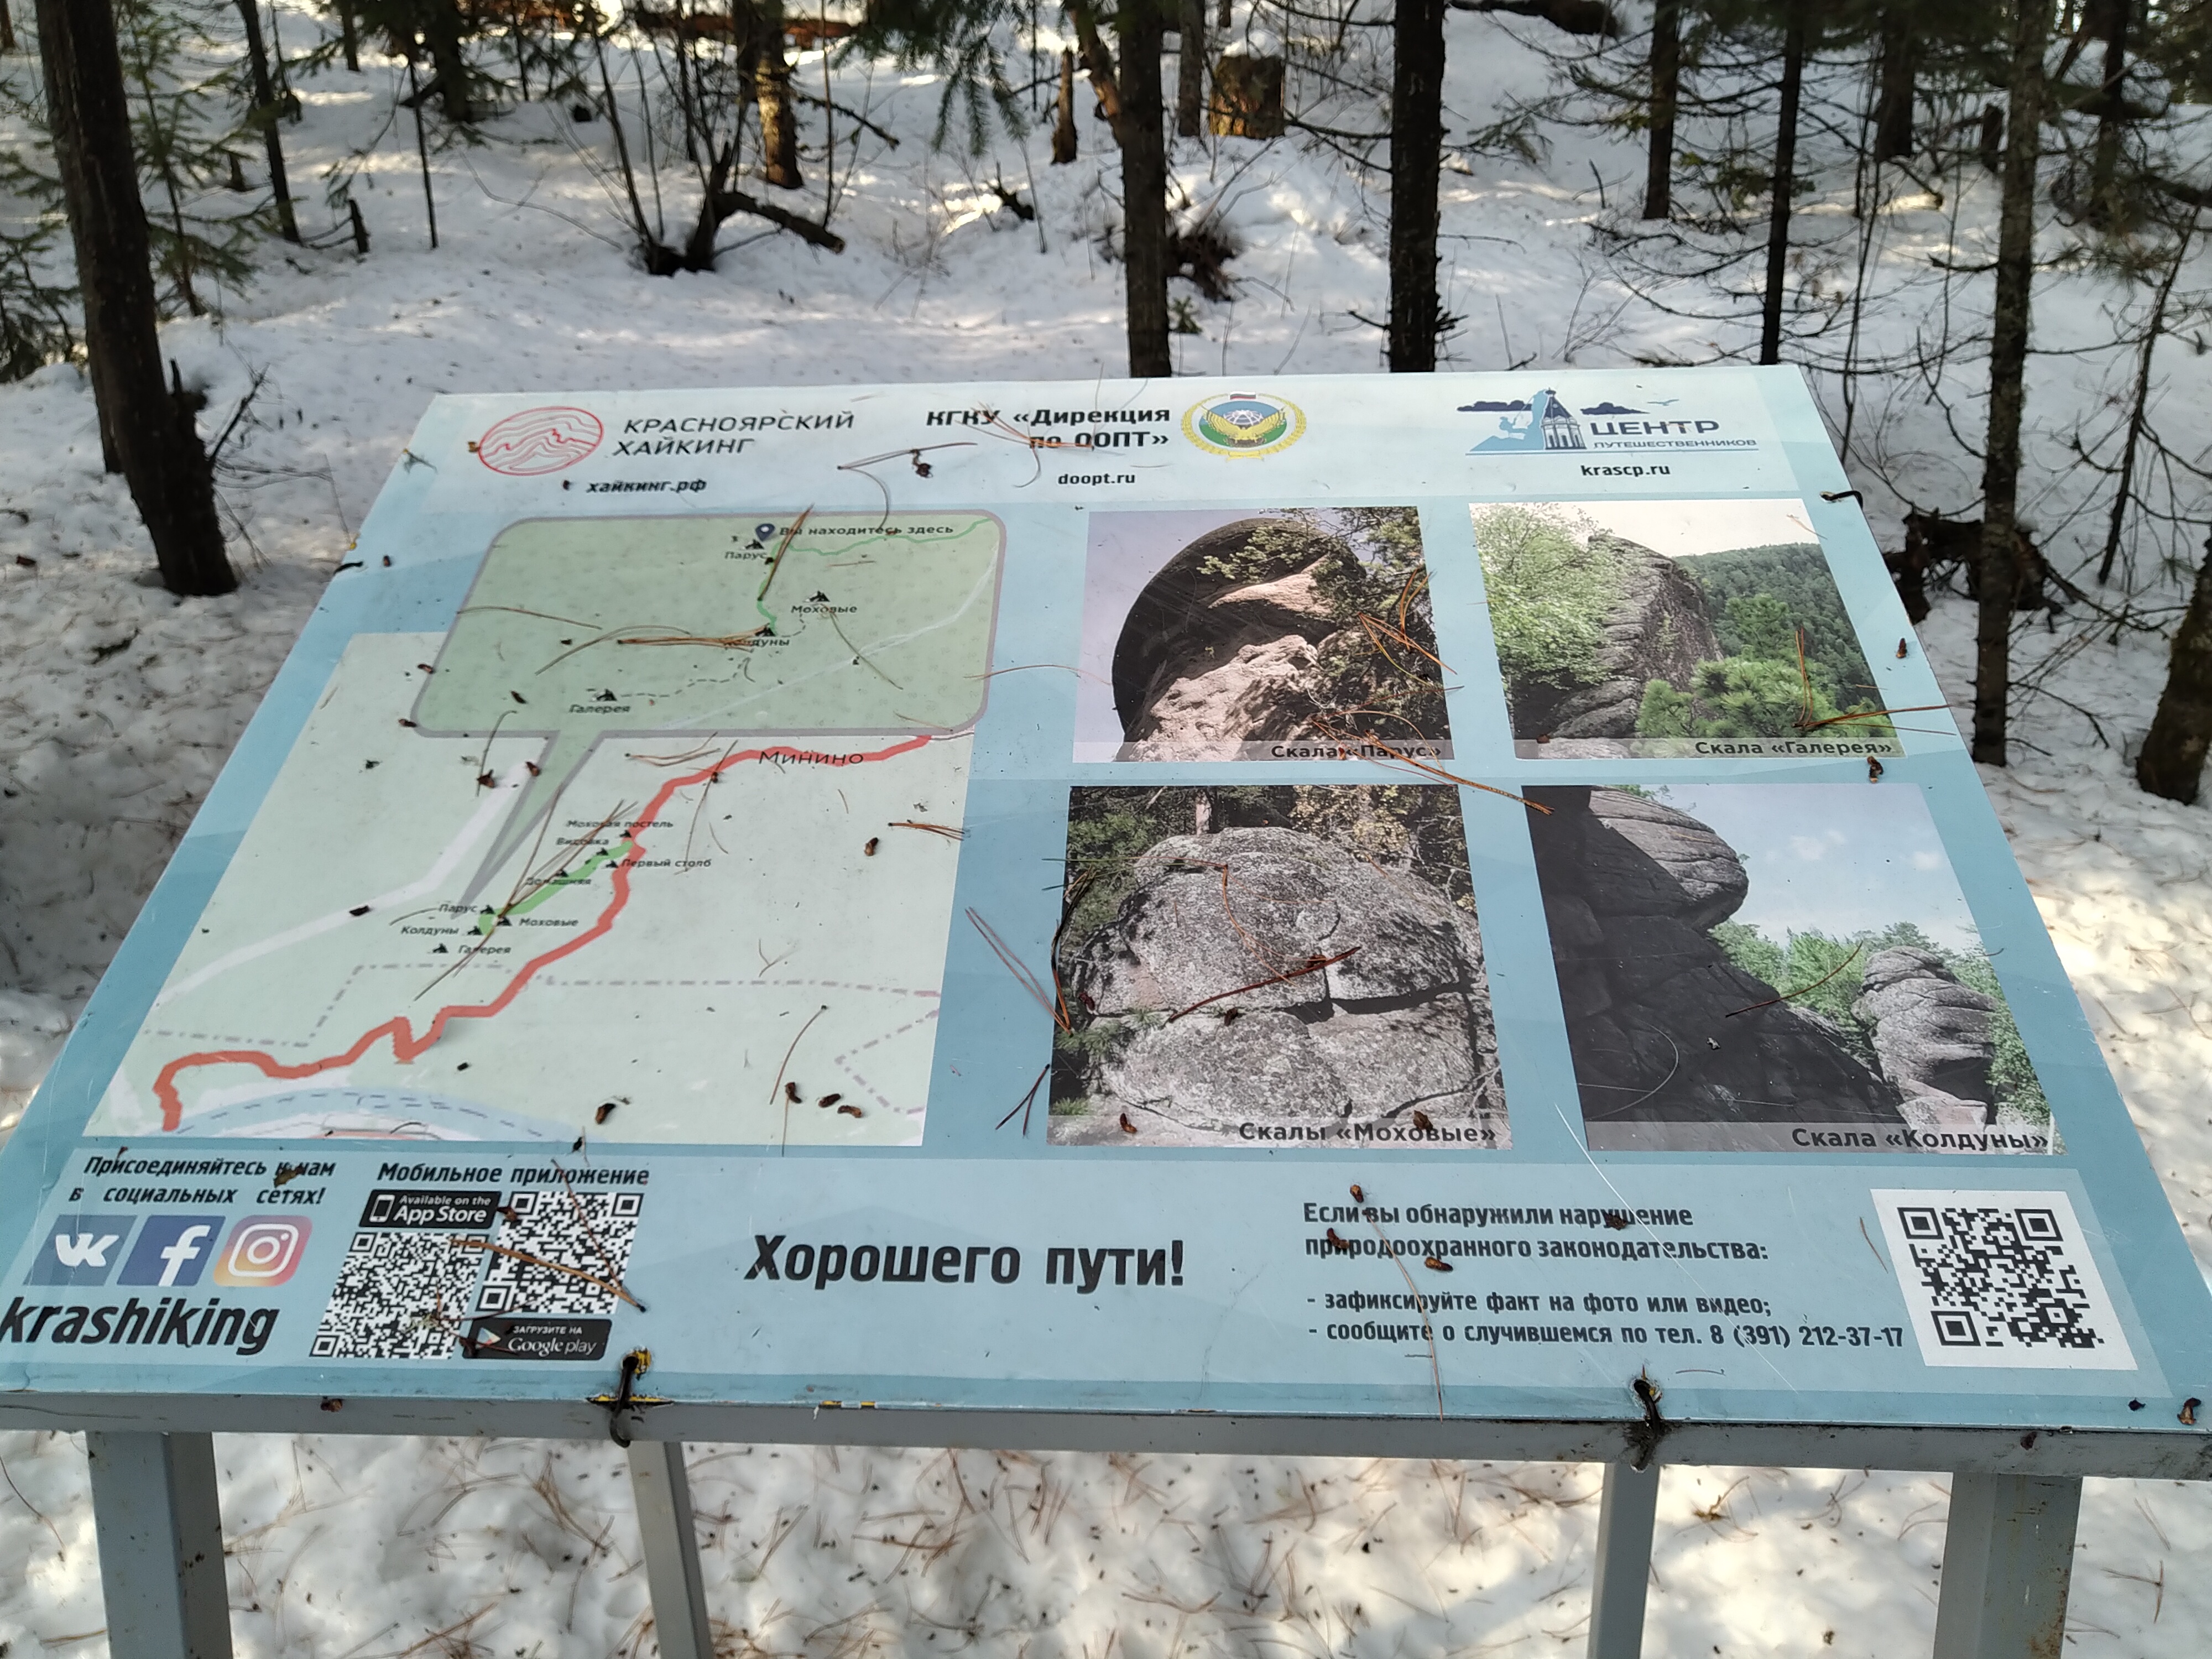 КРАСНОЯРСКИЙ
ХАЙКИНГ
хайкинг.рф
КГКУ «Дирекция
по ООПТ»
doopt.ru
ЦЕНТР
ПУТЕШЕСТВЕННИКОВ
krascp.ru
Вы находитесь здесь
Парус
Моховые
Колдуны
Галерея
Минино
Моховая постель
Видовка
Первый столб
Домашняя
Парус
Моховые
Колдуны
Галерея
Скала «Парус»
Скала «Галерея»
Скалы «Моховые»
Скала «Колдуны»
Присоединяйтесь к нам
в социальных сетях!
krashiking
Мобильное приложение
Available on the
App Store
ЗАГРУЗИТЕ НА
Google play
Хорошего пути!
Если вы обнаружили нарушение
природоохранного законодательства:
- зафиксируйте факт на фото или видео;
- сообщите о случившемся по тел. 8 (391) 212-37-17